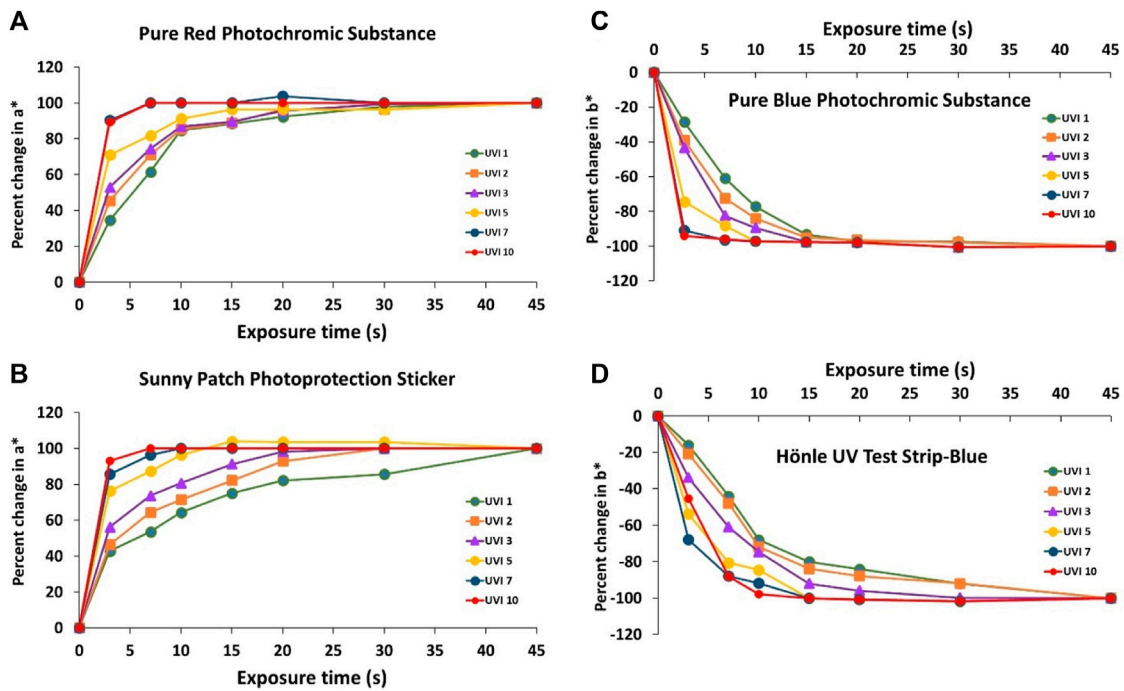 A
Pure Red Photochromic Substance
Percent change in a*
120
100
80
60
40
20
0
UVI 1
UVI 2
UVI 3
UVI 5
UVI 7
UVI 10
0 5 10 15 20 25 30 35 40 45
Exposure time (s)
B
Sunny Patch Photoprotection Sticker
Percent change in a*
120
100
80
60
40
20
0
UVI 1
UVI 2
UVI 3
UVI 5
UVI 7
UVI 10
0 5 10 15 20 25 30 35 40 45
Exposure time (s)
C
Exposure time (s)
0 5 10 15 20 25 30 35 40 45
Pure Blue Photochromic Substance
Percent change in b*
0
-20
-40
-60
-80
-100
-120
UVI 1
UVI 2
UVI 3
UVI 5
UVI 7
UVI 10
D
Exposure time (s)
0 5 10 15 20 25 30 35 40 45
Hönle UV Test Strip-Blue
Percent change in b*
0
-20
-40
-60
-80
-100
-120
UVI 1
UVI 2
UVI 3
UVI 5
UVI 7
UVI 10